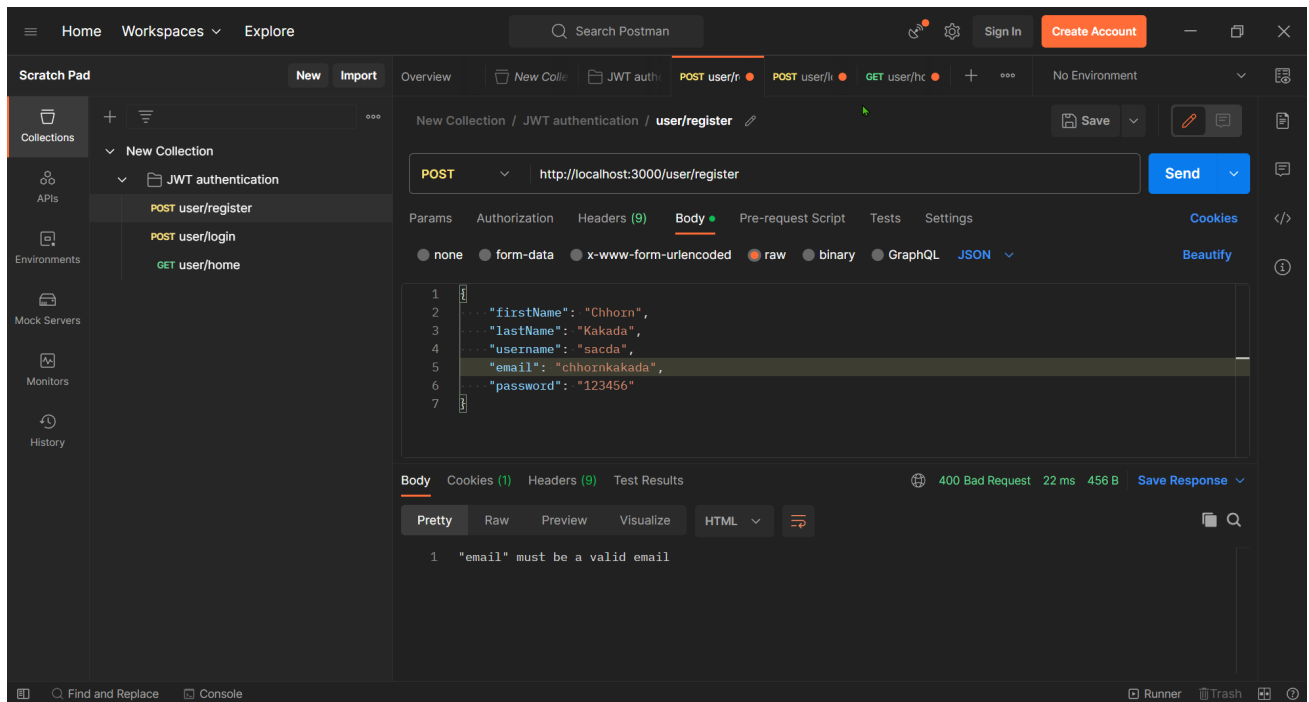 Home Workspaces Explore Search Postman Sign In Create Account
Scratch Pad New Import Overview New Colle JWT authe POST user/r POST user/l GET user/hc No Environment
Collections
APIs
Environments
Mock Servers
Monitors
History
New Collection
JWT authentication
POST user/register
POST user/login
GET user/home
New Collection / JWT authentication / user/register Save
POST http://localhost:3000/user/register Send
Params Authorization Headers (9) Body Pre-request Script Tests Settings Cookies
none form-data x-www-form-urlencoded raw binary GraphQL JSON Beautify
1 {
2 "firstName": "Chhorn",
3 "lastName": "Kakada",
4 "username": "sacda",
5 "email": "chhornkakada",
6 "password": "123456"
7 }
Body Cookies (1) Headers (9) Test Results 400 Bad Request 22 ms 456 B Save Response
Pretty Raw Preview Visualize HTML
1 "email" must be a valid email
Find and Replace Console Runner Trash